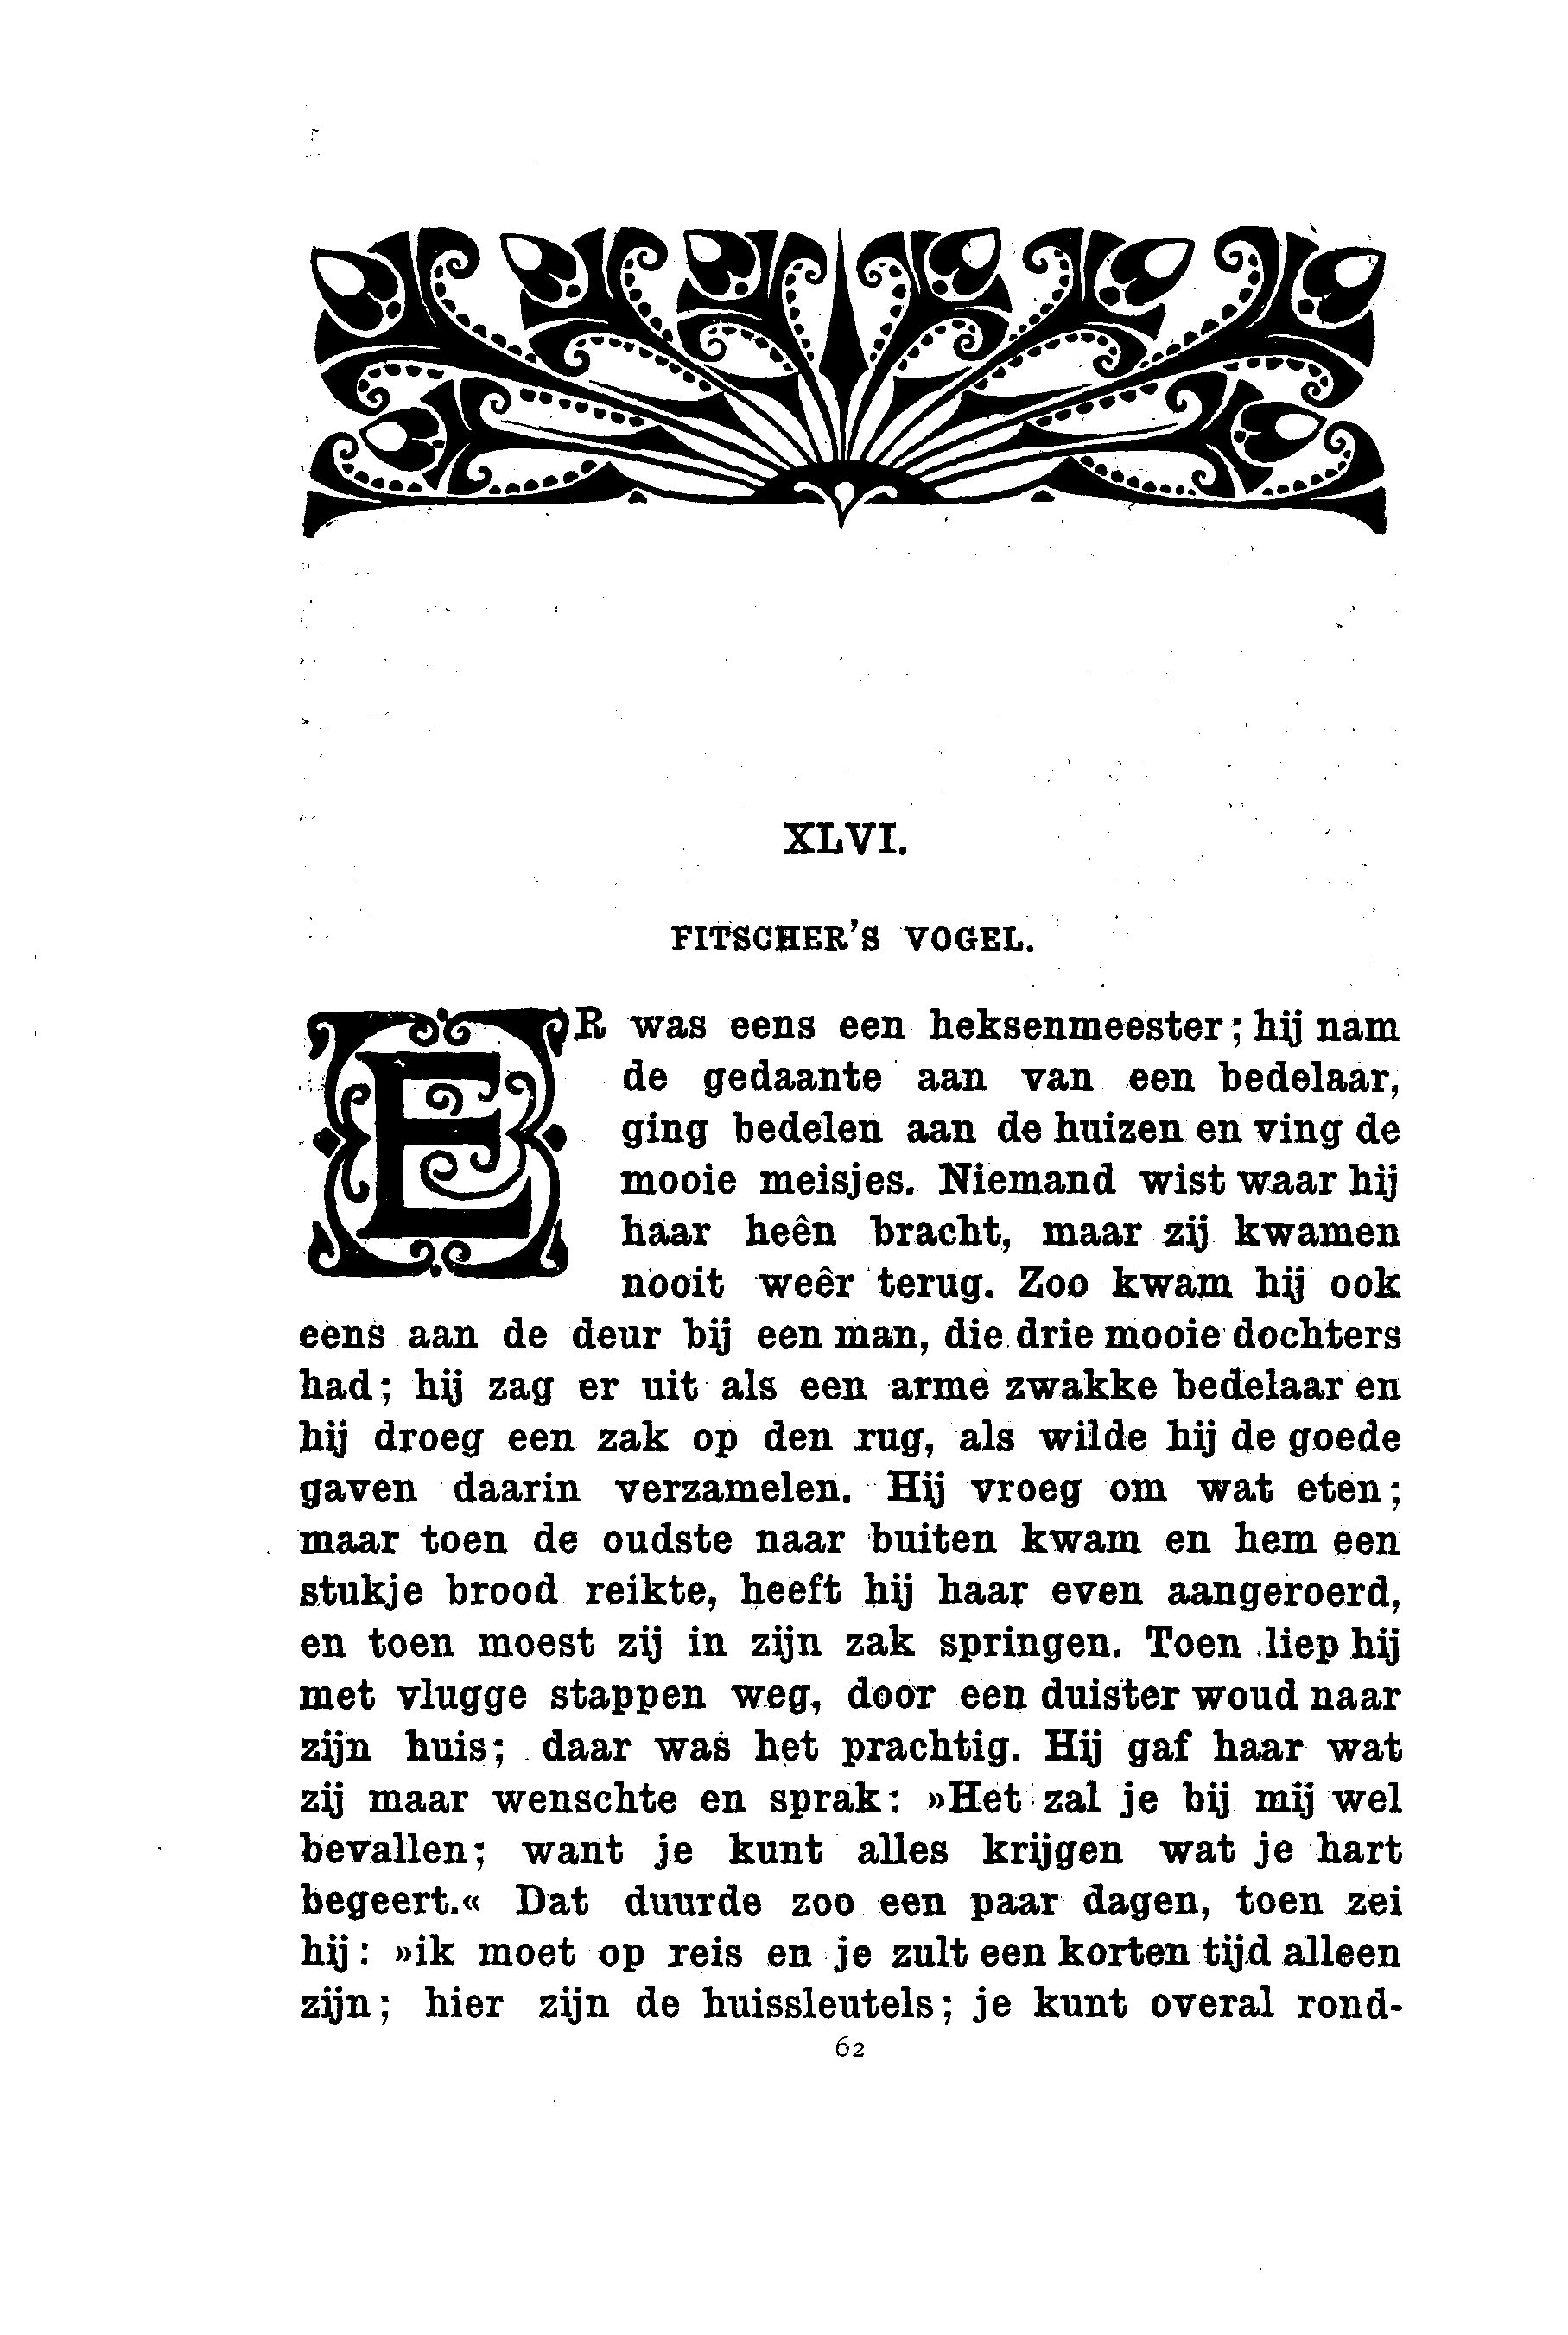 XLVI.
FITSCHER'S VOGEL.
ER was eens een heksenmeester; hij nam
de gedaante aan van een bedelaar,
ging bedelen aan de huizen en ving de
mooie meisjes. Niemand wist waar hij
haar heên bracht, maar zij kwamen
nooit weêr terug. Zoo kwam hij ook
eens aan de deur bij een man, die drie mooie dochters
had; hij zag er uit als een arme zwakke bedelaar en
hij droeg een zak op den rug, als wilde hij de goede
gaven daarin verzamelen. Hij vroeg om wat eten;
maar toen de oudste naar buiten kwam en hem een
stukje brood reikte, heeft hij haar even aangeroerd,
en toen moest zij in zijn zak springen. Toen liep hij
met vlugge stappen weg, door een duister woud naar
zijn huis; daar was het prachtig. Hij gaf haar wat
zij maar wenschte en sprak: »Het zal je bij mij wel
bevallen; want je kunt alles krijgen wat je hart
begeert.« Dat duurde zoo een paar dagen, toen zei
hij: »ik moet op reis en je zult een korten tijd alleen
zijn; hier zijn de huissleutels; je kunt overal rond-
62